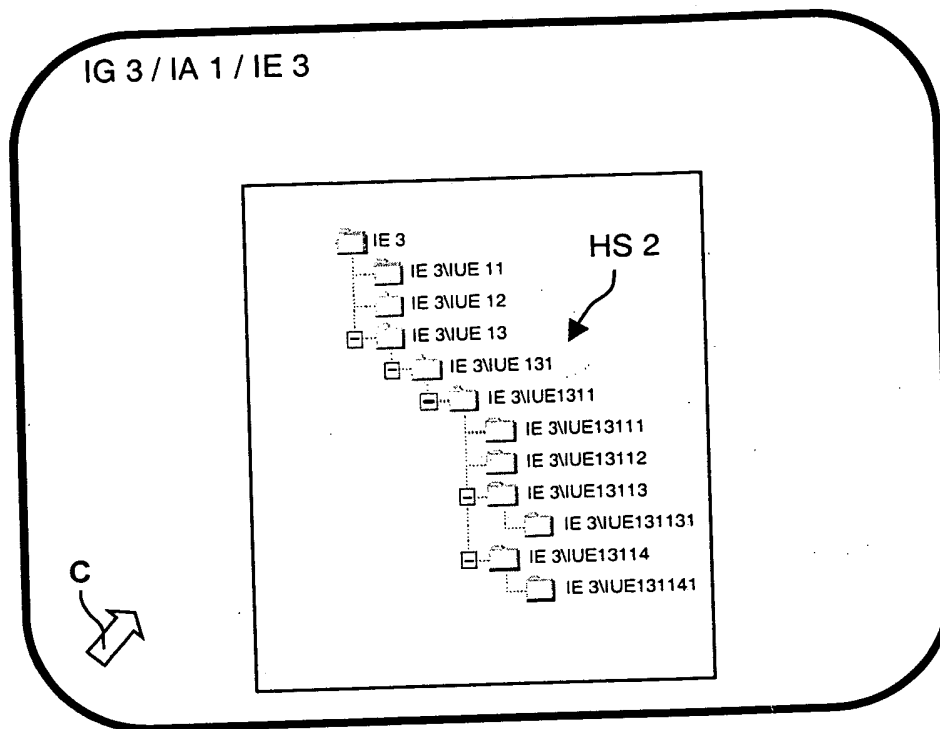 IG 3 / IA 1 / IE 3
IE 3
HS 2
IE 3\IUE 11
IE 3\IUE 12
IE 3\IUE 13
IE 3\IUE 131
IE 3\IUE1311
IE 3\IUE13111
IE 3\IUE13112
IE 3\IUE13113
IE 3\IUE131131
IE 3\IUE13114
IE 3\IUE131141
C